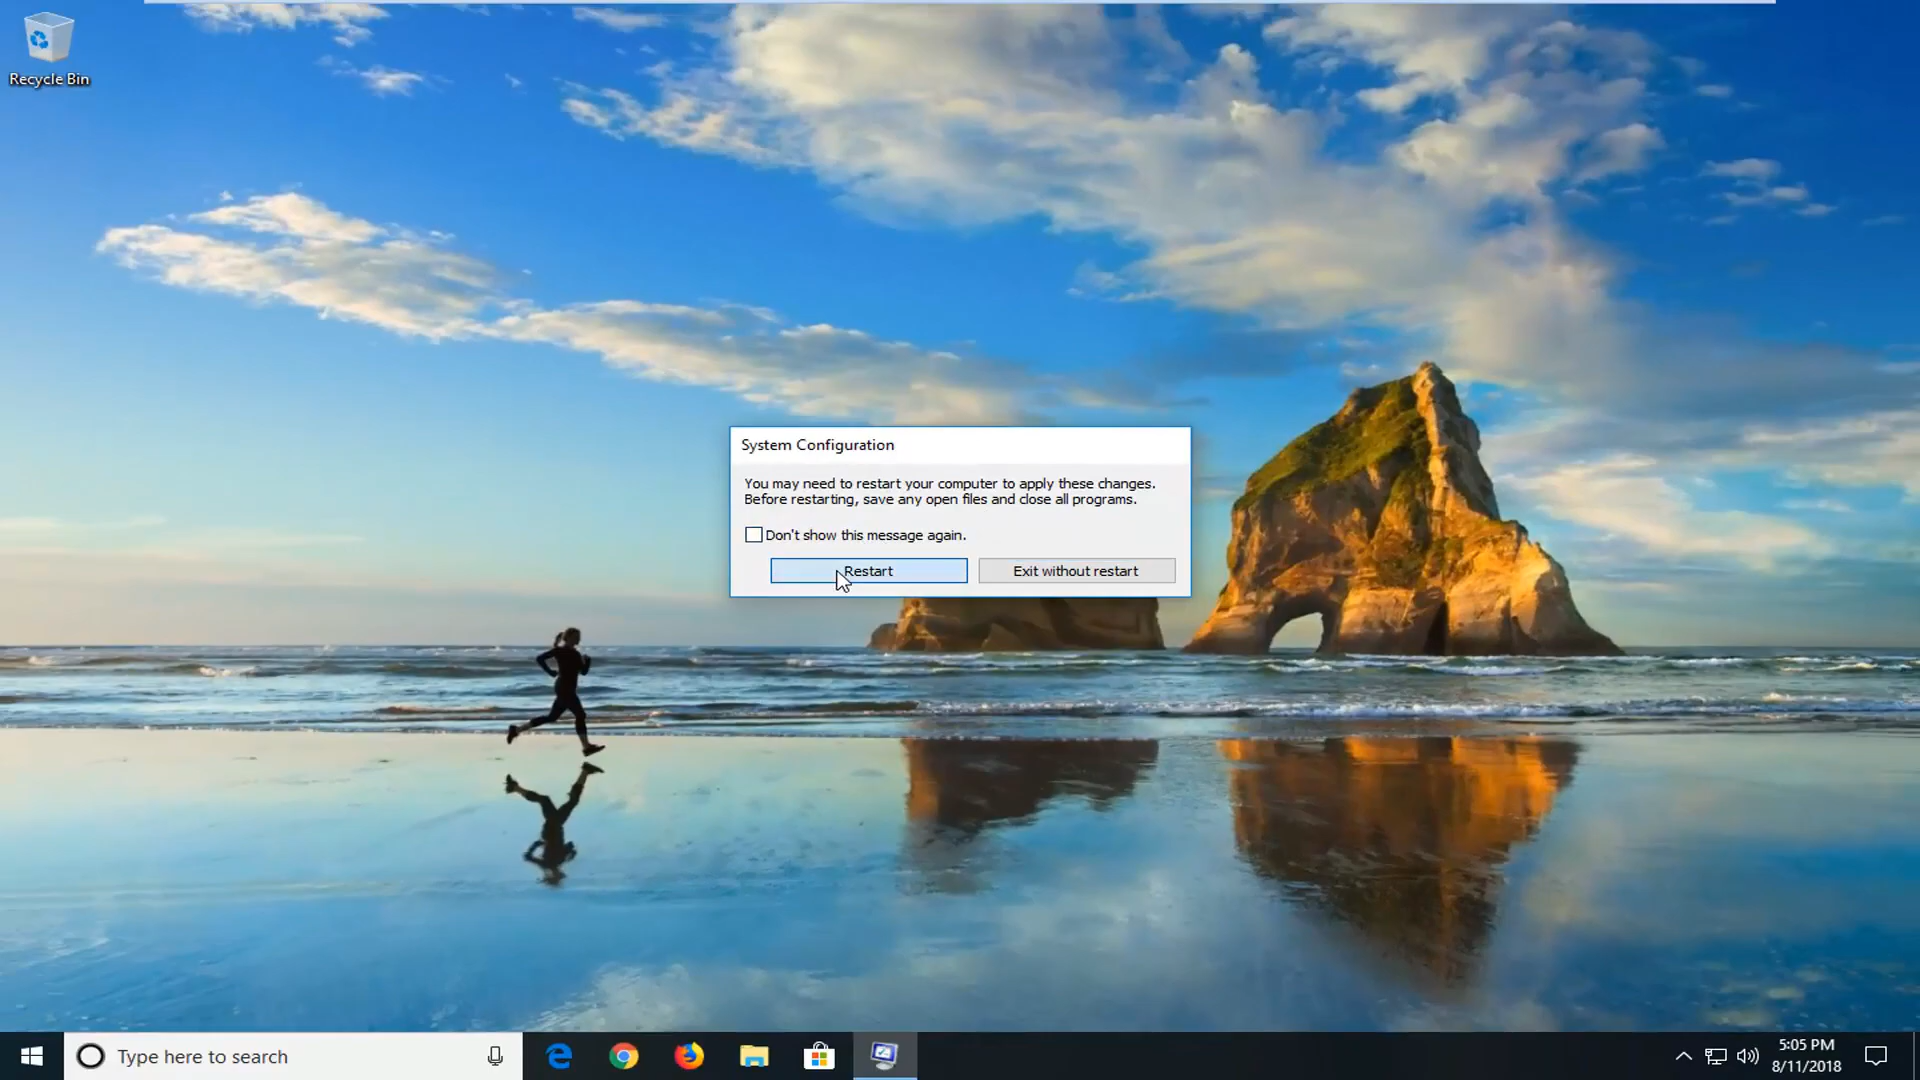 Recycle Bin
System Configuration
You may need to restart your computer to apply these changes.
Before restarting, save any open files and close all programs.
Don't show this message again.
Restart
Exit without restart
Type here to search
5:05 PM
8/11/2018